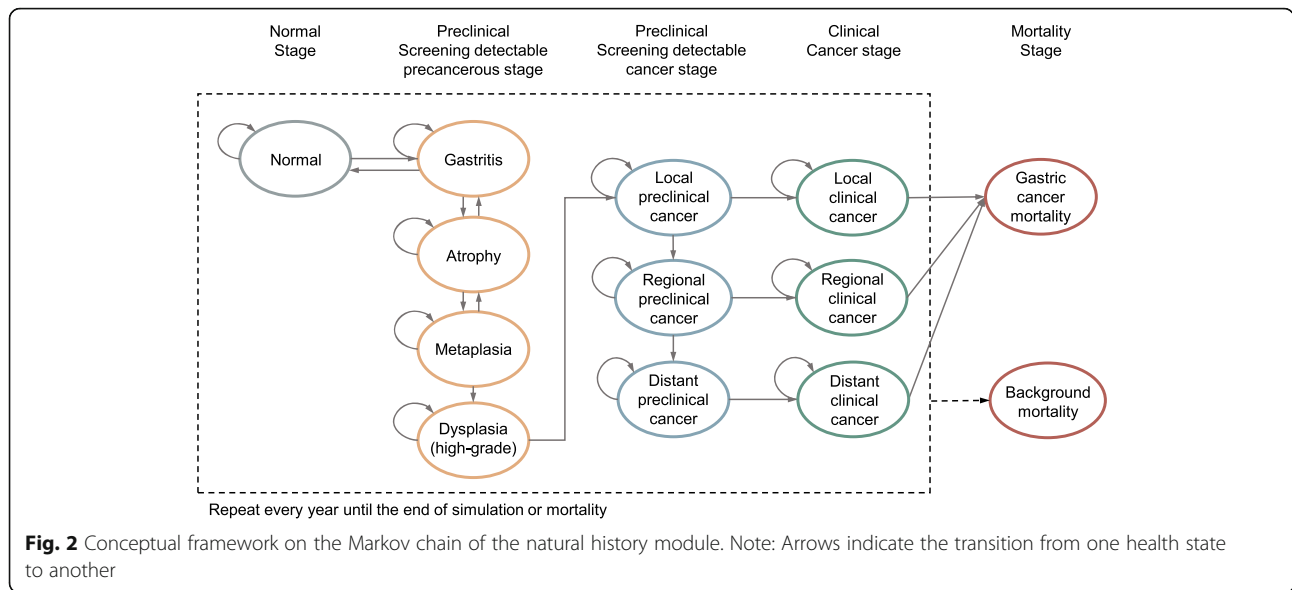 Normal
Stage
Preclinical
Screening detectable
precancerous stage
Preclinical
Screening detectable
cancer stage
Clinical
Cancer stage
Mortality
Stage
Normal
Gastritis
Atrophy
Metaplasia
Dysplasia
(high-grade)
Local
preclinical
cancer
Regional
preclinical
cancer
Distant
preclinical
cancer
Local
clinical
cancer
Regional
clinical
cancer
Distant
clinical
cancer
Gastric
cancer
mortality
Background
mortality
Repeat every year until the end of simulation or mortality
Fig. 2 Conceptual framework on the Markov chain of the natural history module. Note: Arrows indicate the transition from one health state
to another